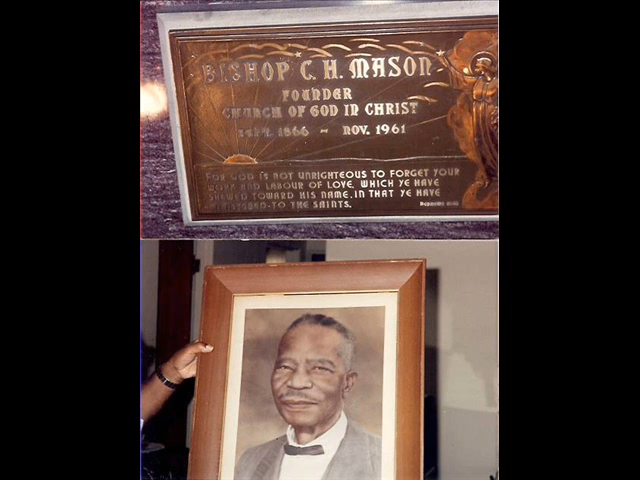 BISHOP C. H. MASON
FOUNDER
CHURCH OF GOD IN CHRIST
SEPT. 1866 ~ NOV. 1961
FOR GOD IS NOT UNRIGHTEOUS TO FORGET YOUR
WORK AND LABOUR OF LOVE, WHICH YE HAVE
SHEWED TOWARD HIS NAME, IN THAT YE HAVE
MINISTERED TO THE SAINTS.
HEBREWS